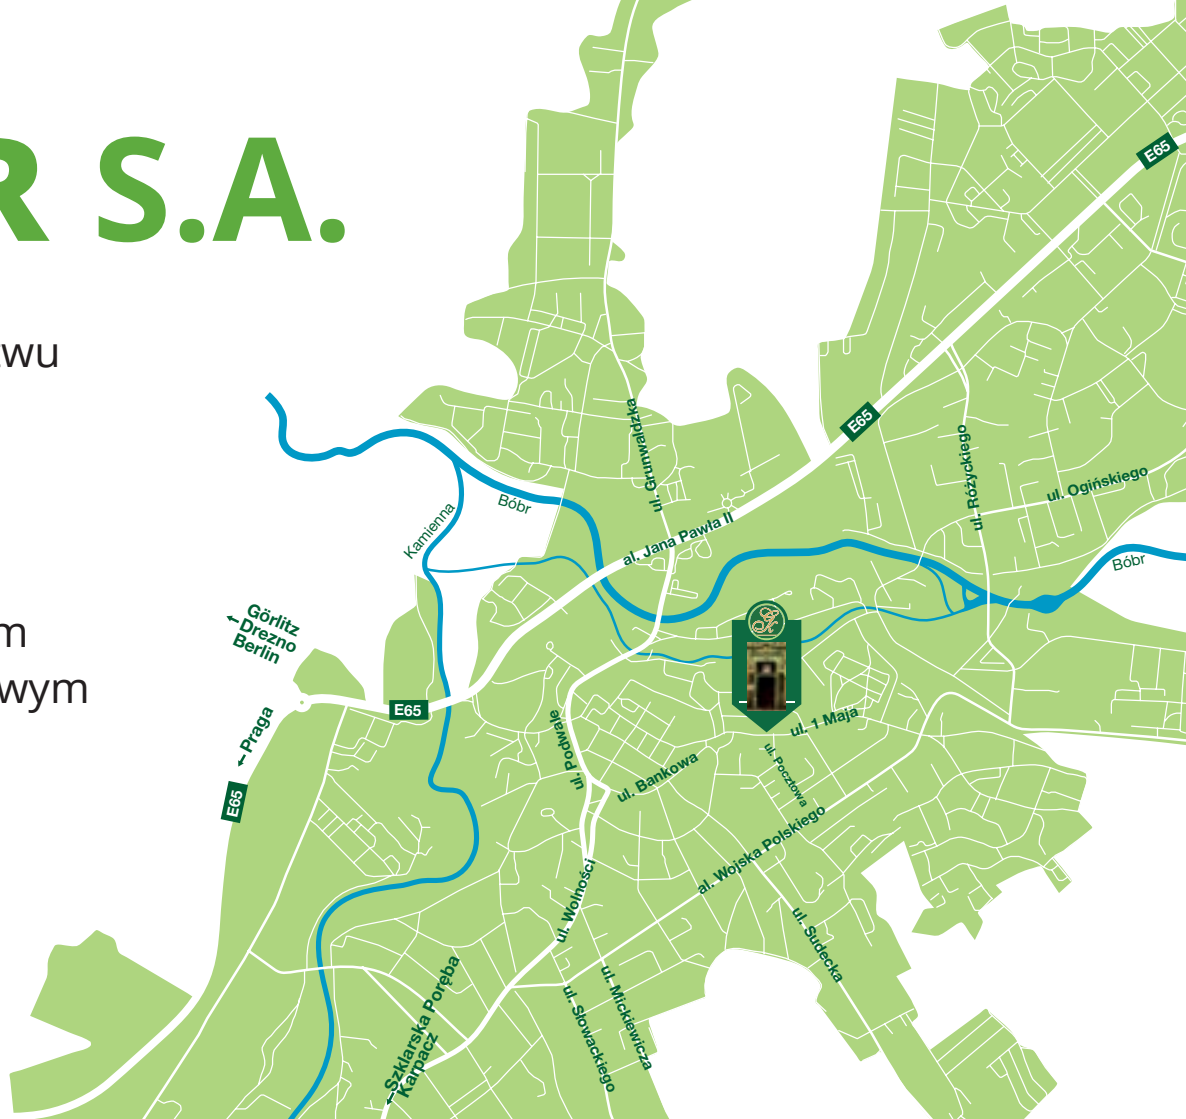 R S.A.
twu
m
wym
E65
E65
ul. Grunwaldzka
ul. Różyckiego
ul. Ogińskiego
Bóbr
Kamienna
al. Jana Pawła II
Bóbr
Görlitz
Drezno
Berlin
E65
Praga
E65
ul. Podwale
ul. Bankowa
ul. 1 Maja
ul. Pocztowa
al. Wojska Polskiego
ul. Wolności
ul. Sudecka
ul. Mickiewicza
ul. Słowackiego
Szklarska Poręba
Karpacz